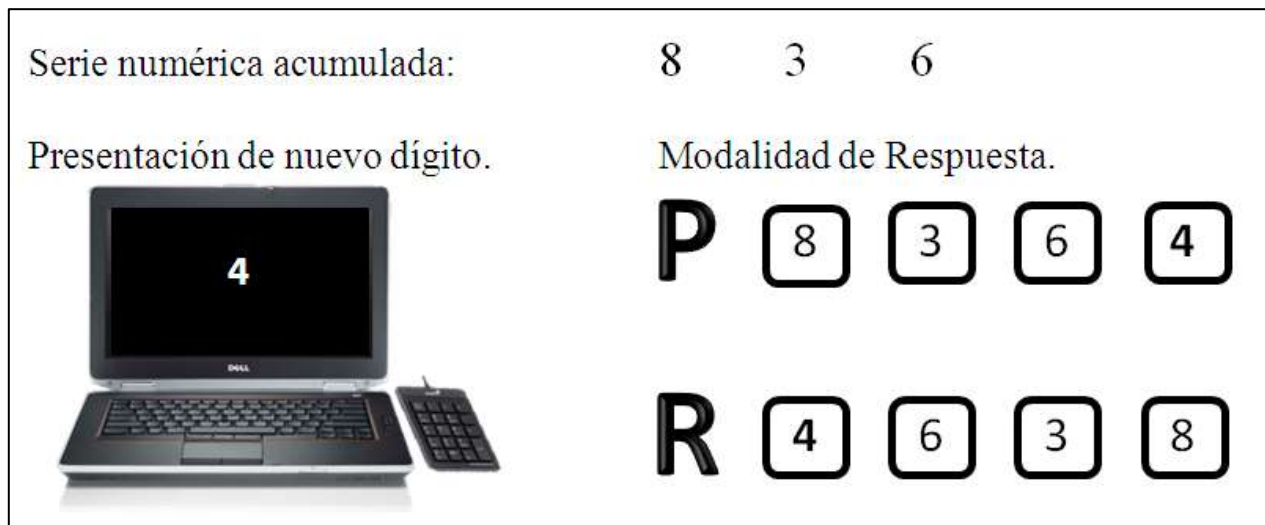 Serie numérica acumulada: 8 3 6
Presentación de nuevo dígito. Modalidad de Respuesta.
4
DELL
P 8 3 6 4
R 4 6 3 8